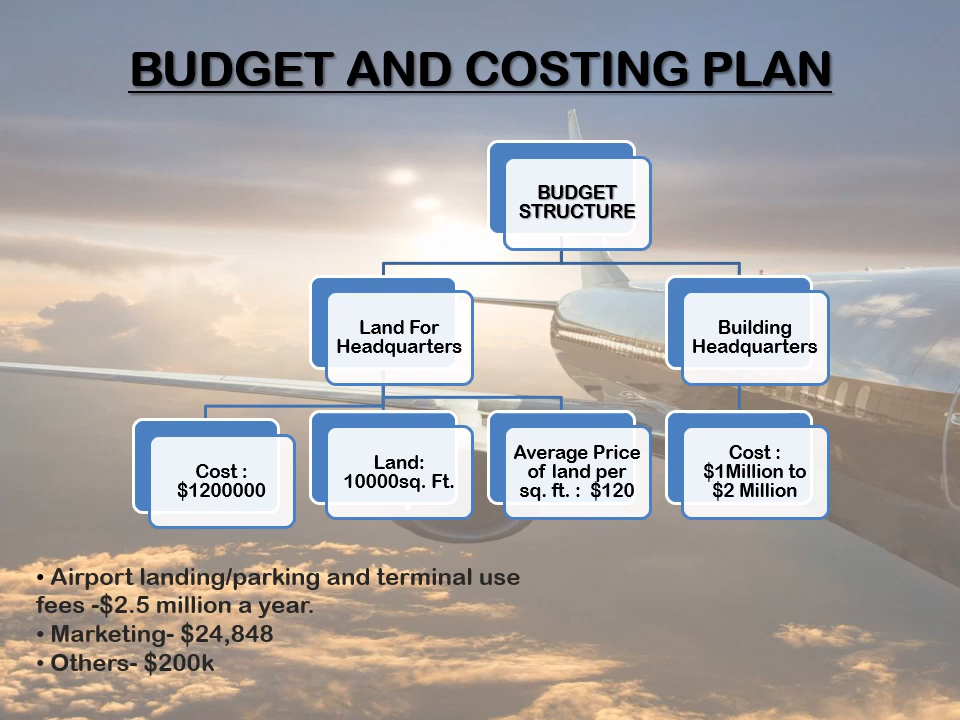 BUDGET AND COSTING PLAN
BUDGET
STRUCTURE
Land For
Headquarters
Building
Headquarters
Cost :
$1200000
Land:
10000sq. Ft.
Average Price
of land per
sq. ft. : $120
Cost :
$1Million to
$2 Million
• Airport landing/parking and terminal use
fees -$2.5 million a year.
• Marketing- $24,848
• Others- $200k